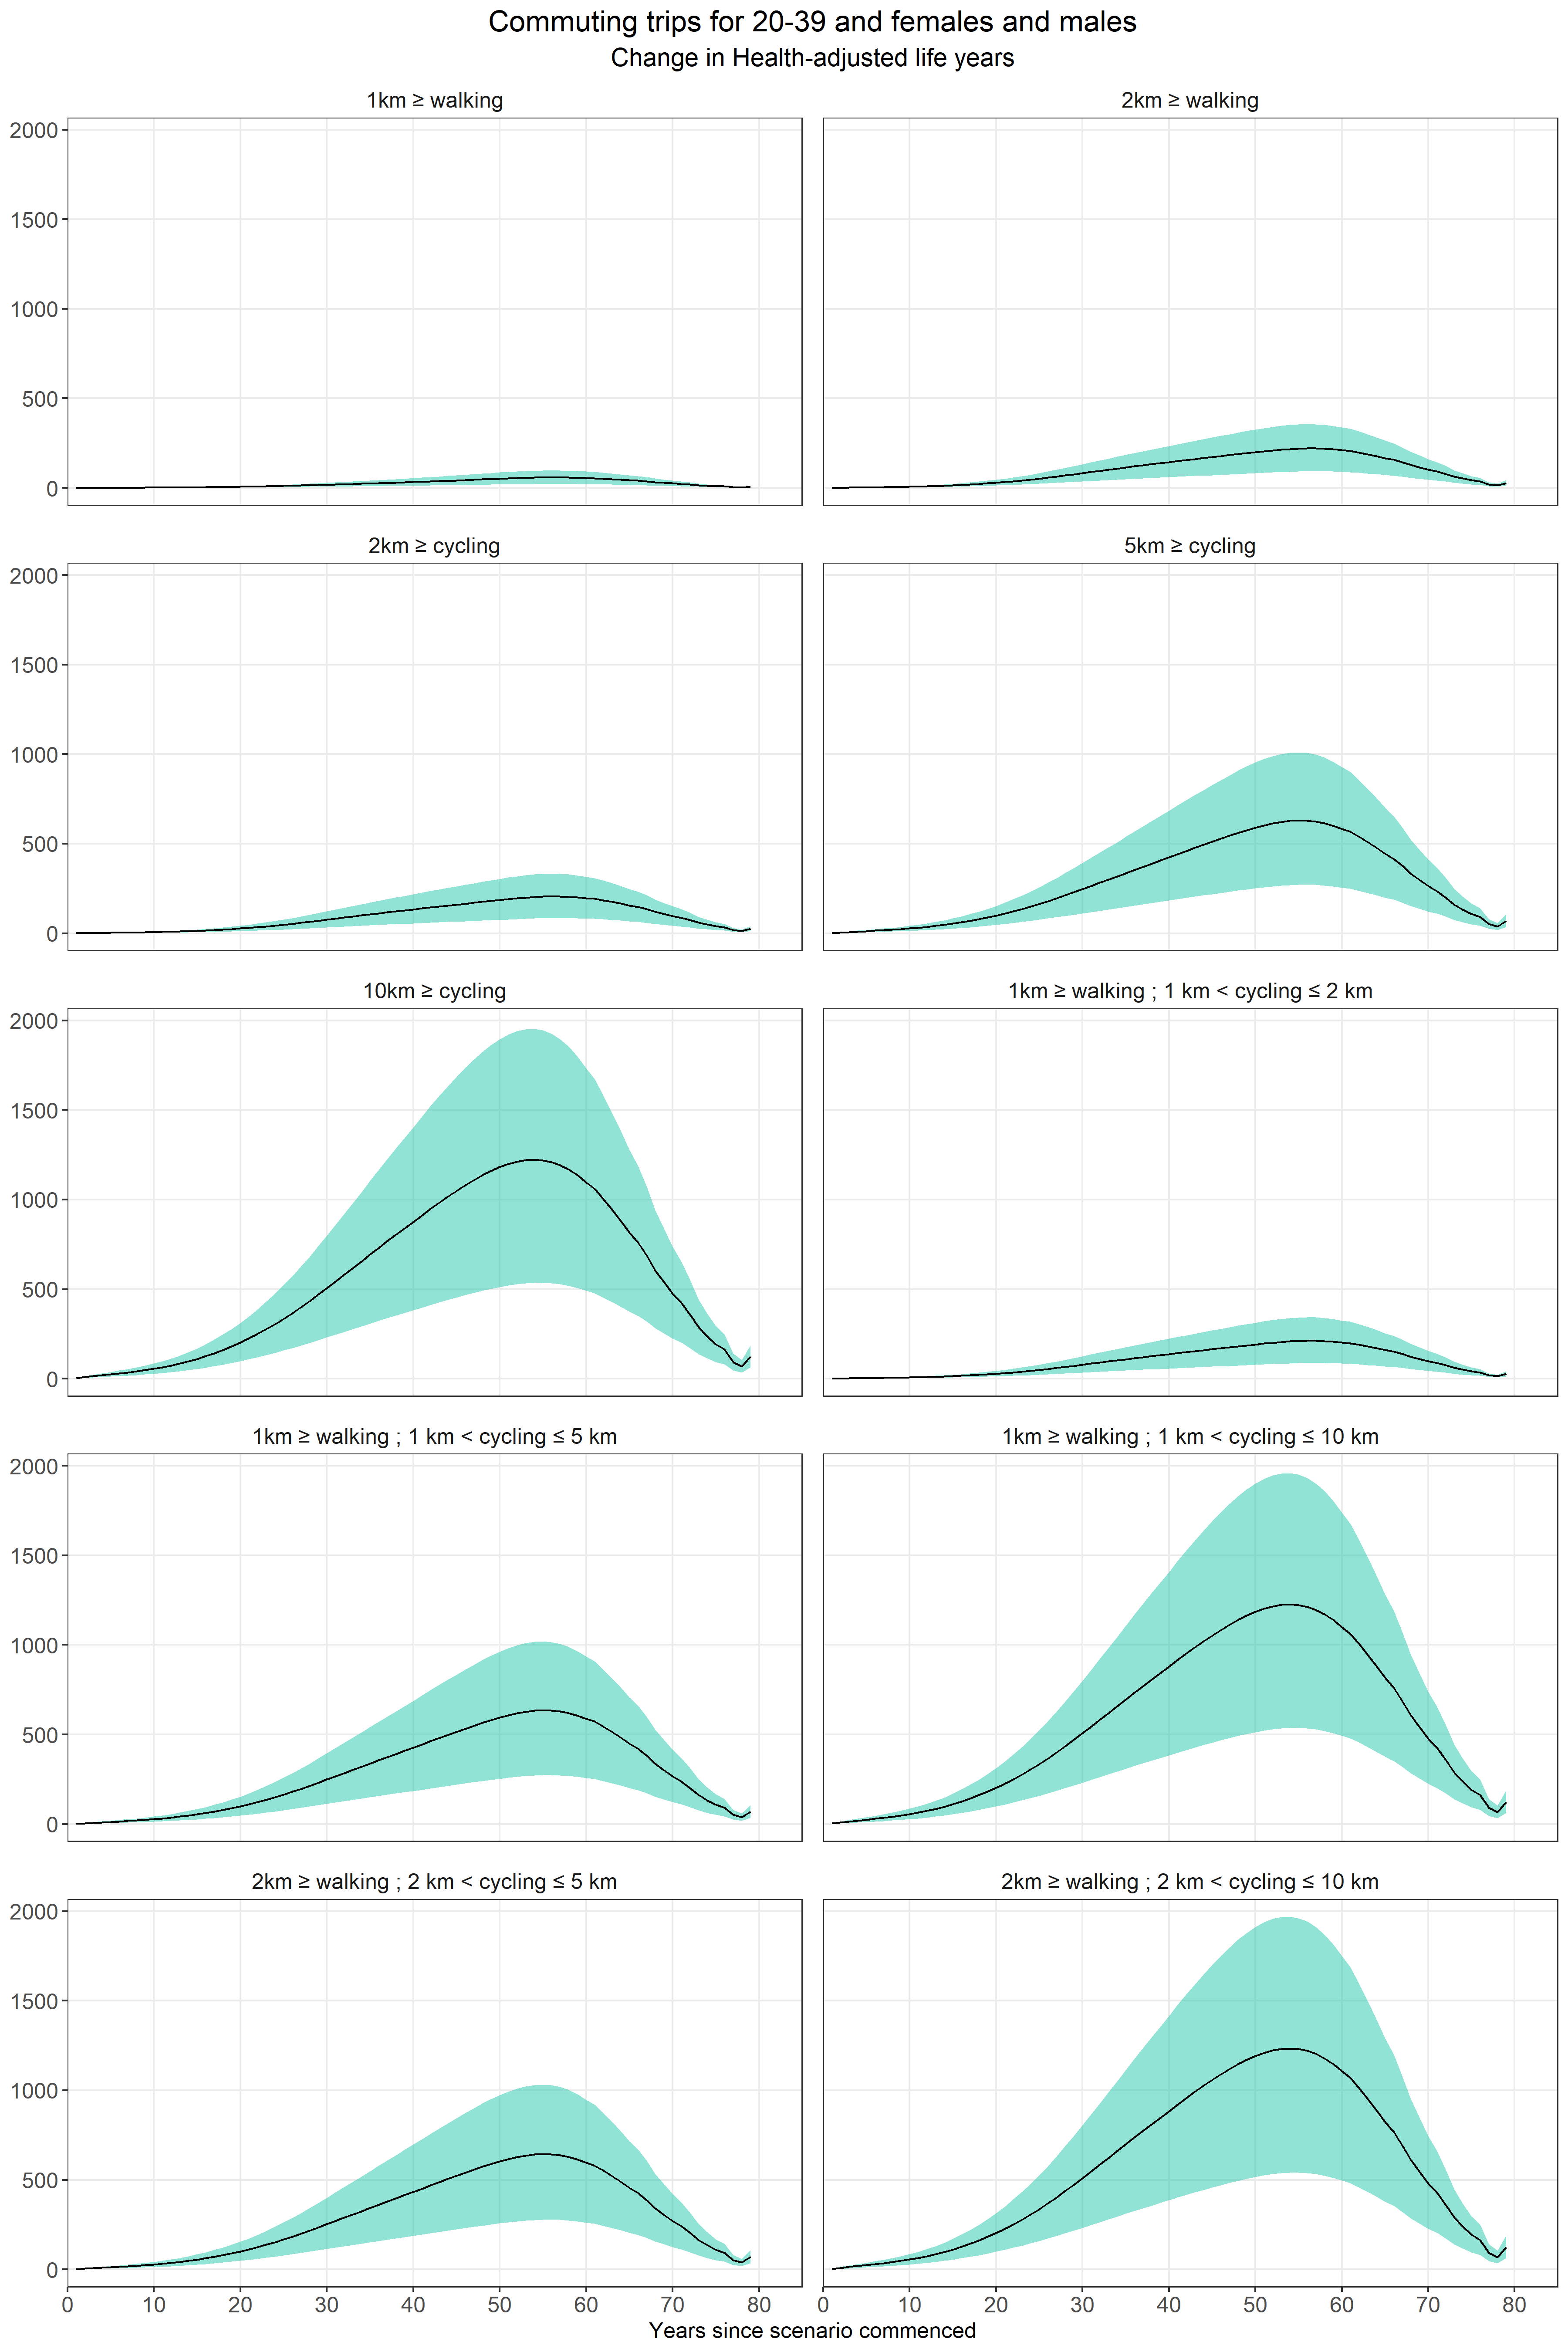 Commuting trips for 20-39 and females and males
Change in Health-adjusted life years
1km ≥ walking
2km ≥ walking
2000
1500
1000
500
0
2km ≥ cycling
5km ≥ cycling
2000
1500
1000
500
0
10km ≥ cycling
1km ≥ walking ; 1 km < cycling ≤ 2 km
2000
1500
1000
500
0
1km ≥ walking ; 1 km < cycling ≤ 5 km
1km ≥ walking ; 1 km < cycling ≤ 10 km
2000
1500
1000
500
0
2km ≥ walking ; 2 km < cycling ≤ 5 km
2km ≥ walking ; 2 km < cycling ≤ 10 km
2000
1500
1000
500
0
0 10 20 30 40 50 60 70 80
0 10 20 30 40 50 60 70 80
Years since scenario commenced